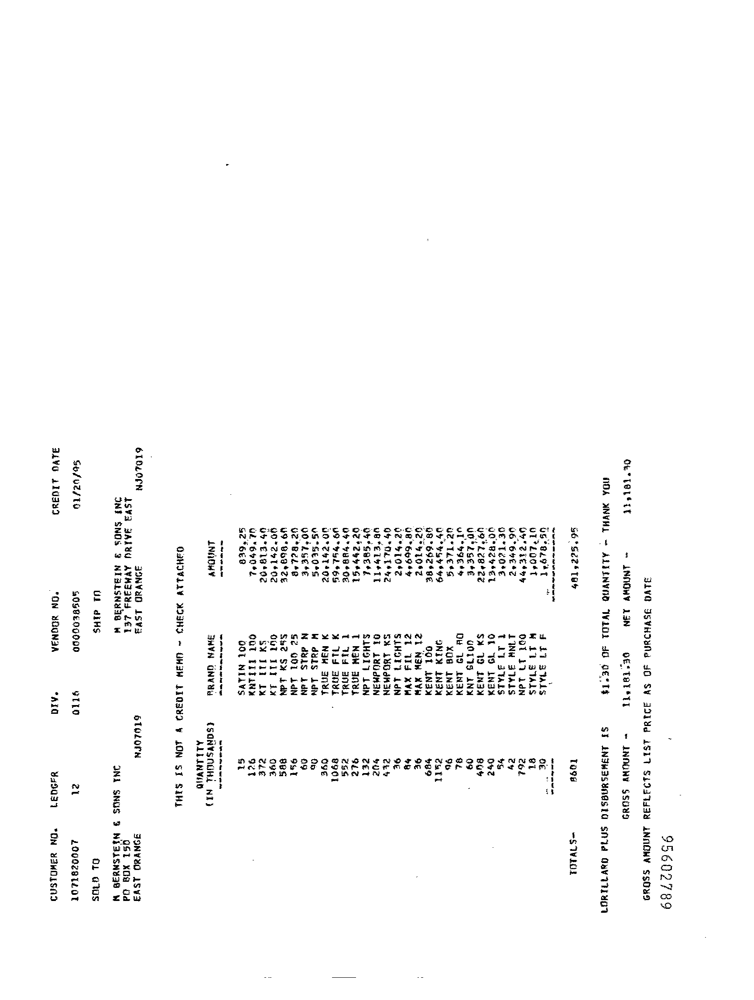 CUSTOMER NO. LEDGER DIV. VENDOR NO. CREDIT DATE
1071820007 12 0116 0000038505 01/20/95
SOLD TO SHIP TO
M BERNSTEIN & SONS INC M BERNSTEIN & SONS INC
PO BOX 150 137 FREEWAY DRIVE EAST
EAST ORANGE NJ07019 EAST ORANGE NJ07019
THIS IS NOT A CREDIT MEMO - CHECK ATTACHED
QUANTITY
(IN THOUSANDS) BRAND NAME AMOUNT
--------- ---------- ------
15 SATIN 100 839.25
126 KNTIII 100 7,049.70
372 KT III KS 20,813.40
360 KT III 100 20,142.00
588 NPT KS 25S 32,898.60
156 NPT 100 25 8,728.20
60 NPT STRP N 3,357.00
90 NPT STRP M 5,035.50
360 TRUE MEN K 20,142.00
1068 TRUE FIL K 59,754.60
552 TRUE FIL 1 30,884.40
276 TRUE MEN 1 15,442.20
132 NPT LIGHTS 7,385.40
204 NEWPORT 10 11,413.80
432 NEWPORT KS 24,170.40
36 NPT LIGHTS 2,014.20
84 MAX FIL 12 4,699.80
36 MAX MEN 12 2,014.20
684 KENT 100 38,269.80
1152 KENT KING 64,454.40
96 KENT BOX 5,371.20
78 KENT GL BO 4,364.10
60 KNT GL100 3,357.00
408 KENT GL KS 22,827.60
240 KENT GL 10 13,428.00
54 STYLE LT 1 3,021.30
42 STYLE MNLT 2,349.90
792 NPT LT 100 44,312.40
18 STYLE LT M 1,007.10
30 STYLE LT F 1,678.50
------ -------------
TOTALS- 8601 481,225.95
LORILLARD PLUS DISBURSEMENT IS $1.30 OF TOTAL QUANTITY - THANK YOU
GROSS AMOUNT - 11,181.30 NET AMOUNT - 11,181.30
GROSS AMOUNT REFLECTS LIST PRICE AS OF PURCHASE DATE
95602789